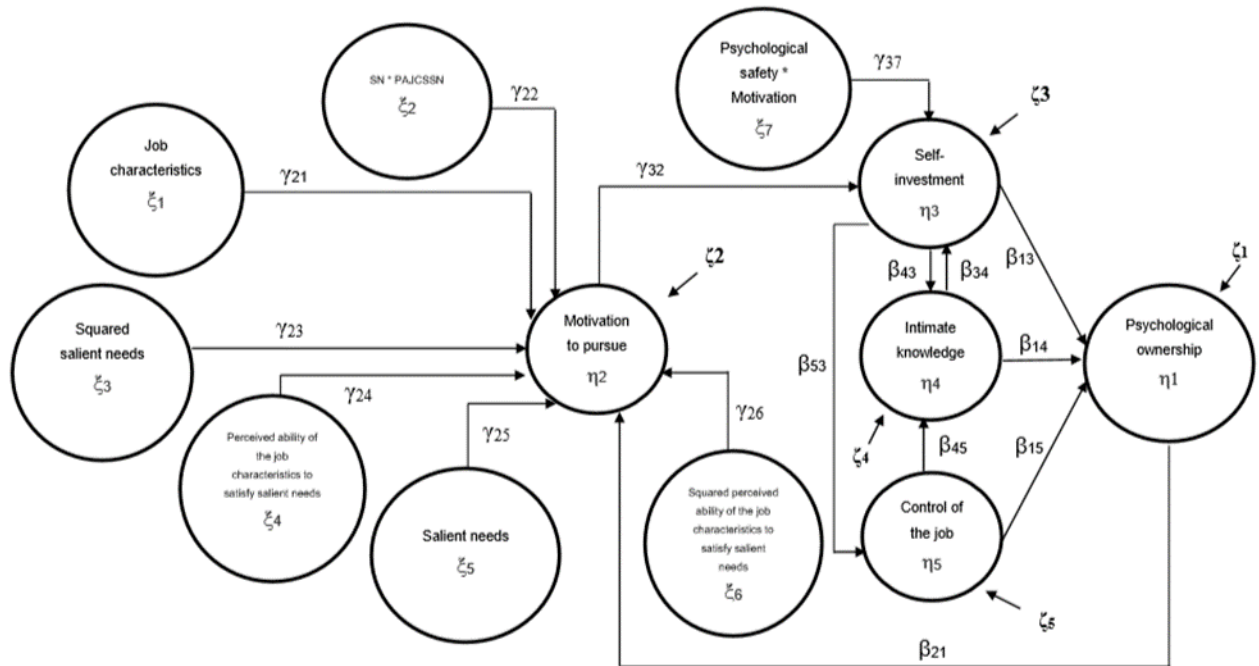 SN * PAJCSSN
ξ2
γ22
Psychological
safety *
Motivation
ξ7
γ37
ζ3
Job
characteristics
ξ1
γ21
γ32
Self-
investment
η3
β13
β43
β34
ζ1
ζ2
Squared
salient needs
ξ3
γ23
Motivation
to pursue
η2
Intimate
knowledge
η4
β14
Psychological
ownership
η1
β53
γ24
γ25
γ26
ζ4
β45
β15
Perceived ability of
the job
characteristics to
satisfy salient needs
ξ4
Salient needs
ξ5
Squared perceived
ability of the job
characteristics to
satisfy salient
needs
ξ6
Control of
the job
η5
ζ5
β21